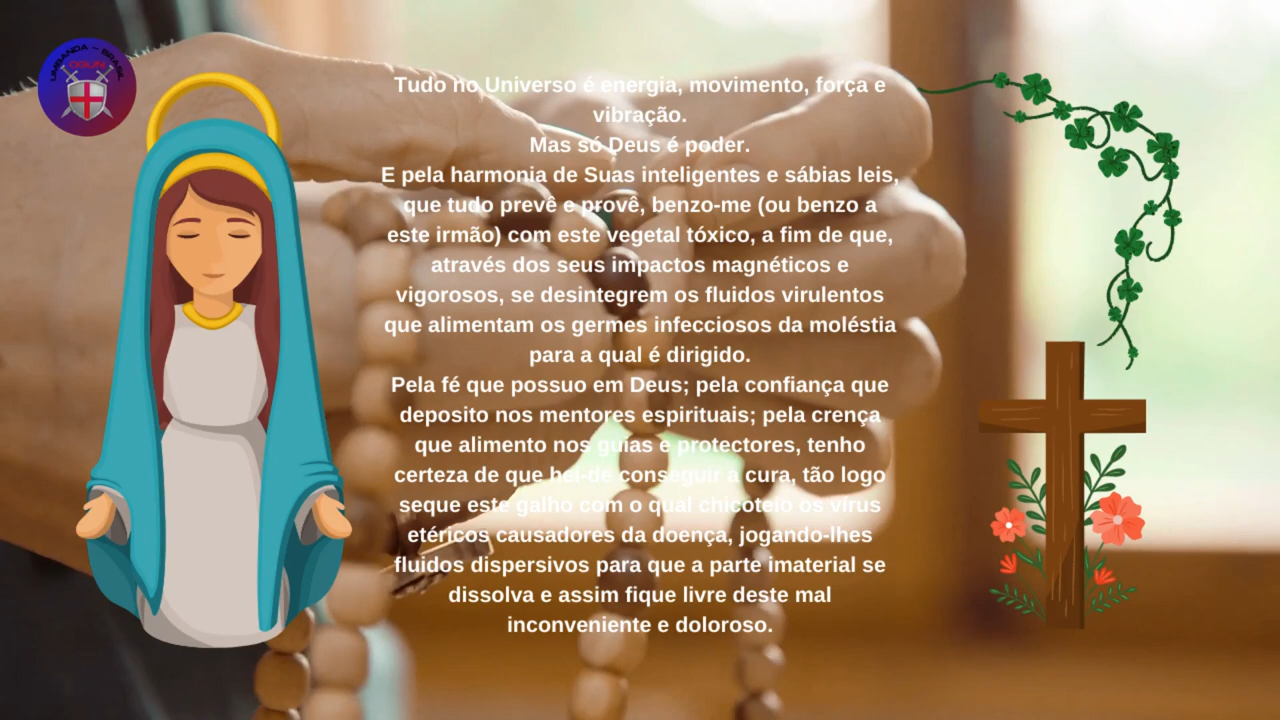 UMBANDA – BRASIL
OGUM
Tudo no Universo é energia, movimento, força e
vibração.
Mas só Deus é poder.
E pela harmonia de Suas inteligentes e sábias leis,
que tudo prevê e provê, benzo-me (ou benzo a
este irmão) com este vegetal tóxico, a fim de que,
através dos seus impactos magnéticos e
vigorosos, se desintegrem os fluidos virulentos
que alimentam os germes infecciosos da moléstia
para a qual é dirigido.
Pela fé que possuo em Deus; pela confiança que
deposito nos mentores espirituais; pela crença
que alimento nos guias e protectores, tenho
certeza de que hei-de conseguir a cura, tão logo
seque este galho com o qual chicoteio os vírus
etéricos causadores da doença, jogando-lhes
fluidos dispersivos para que a parte imaterial se
dissolva e assim fique livre deste mal
inconveniente e doloroso.